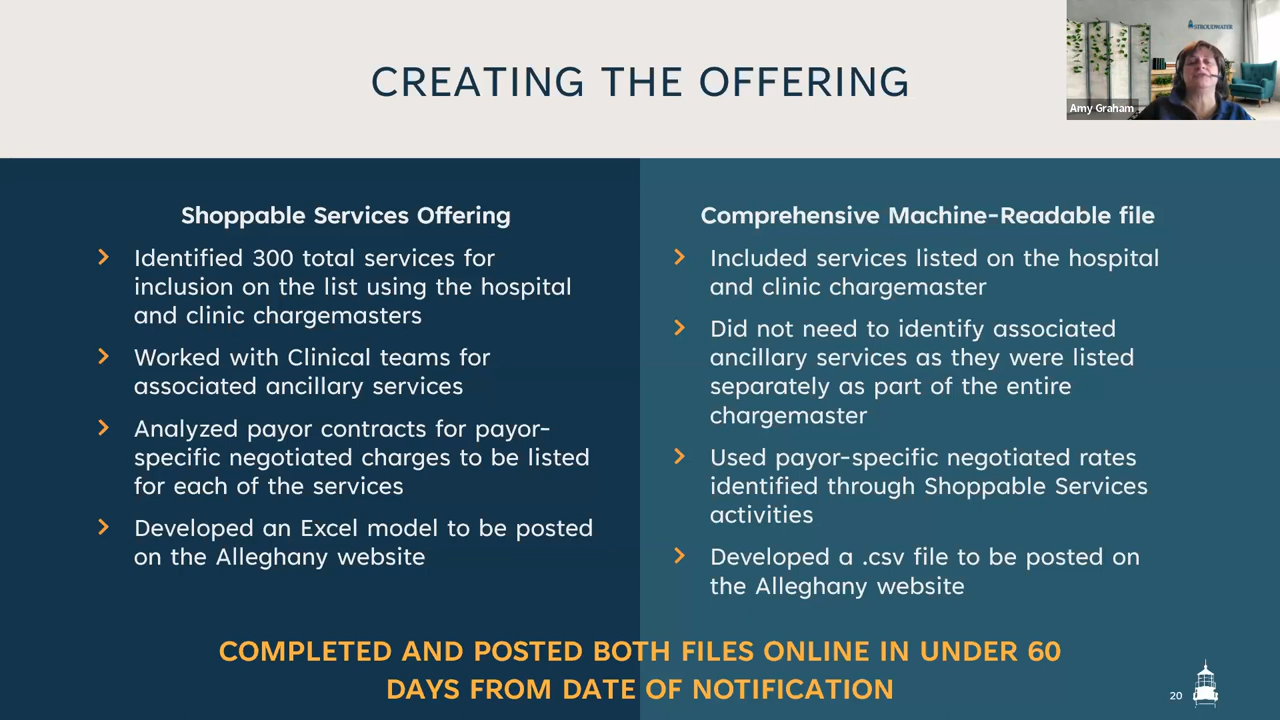 CREATING THE OFFERING
STROUDWATER
Amy Graham
Shoppable Services Offering
Identified 300 total services for
inclusion on the list using the hospital
and clinic chargemasters
Worked with Clinical teams for
associated ancillary services
Analyzed payor contracts for payor-
specific negotiated charges to be listed
for each of the services
Developed an Excel model to be posted
on the Alleghany website
Comprehensive Machine-Readable file
Included services listed on the hospital
and clinic chargemaster
Did not need to identify associated
ancillary services as they were listed
separately as part of the entire
chargemaster
Used payor-specific negotiated rates
identified through Shoppable Services
activities
Developed a .csv file to be posted on
the Alleghany website
COMPLETED AND POSTED BOTH FILES ONLINE IN UNDER 60
DAYS FROM DATE OF NOTIFICATION
20